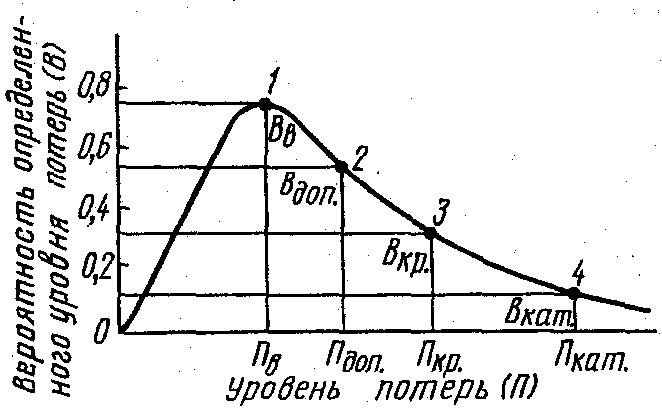 Вероятность определен-
ного уровня потерь (В)
0,8
0,6
0,4
0,2
0
1
Вв
2
Вдоп.
3
Вкр.
4
Вкат.
Пв Пдоп. Пкр. Пкат.
Уровень потерь (П)